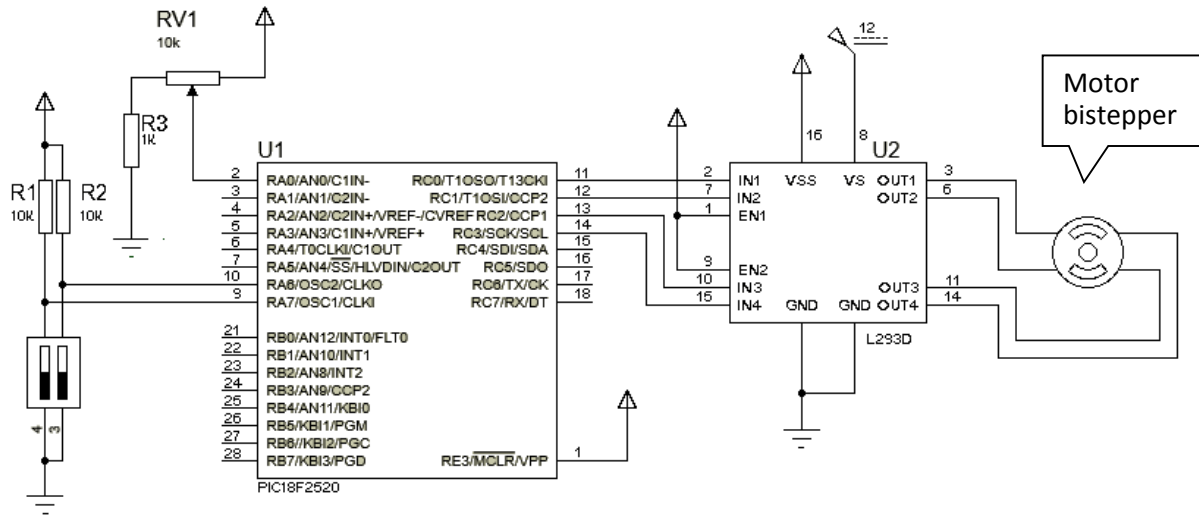 RV1
10k
12
R3
1k
Motor
bistepper
R1
10k
R2
10k
U1
2 RA0/AN0/C1IN-
3 RA1/AN1/C2IN-
4 RA2/AN2/C2IN+/VREF-/CVREF
5 RA3/AN3/C1IN+/VREF+
6 RA4/T0CLKI/C1OUT
7 RA5/AN4/SS/HLVDIN/C2OUT
10 RA6/OSC2/CLKO
9 RA7/OSC1/CLKI
21 RB0/AN12/INT0/FLT0
22 RB1/AN10/INT1
23 RB2/AN8/INT2
24 RB3/AN9/CCP2
25 RB4/AN11/KBI0
26 RB5/KBI1/PGM
27 RB6//KBI2/PGC
28 RB7/KBI3/PGD
RC0/T1OSO/T13CKI 11
RC1/T1OSI/CCP2 12
RC2/CCP1 13
RC3/SCK/SCL 14
RC4/SDI/SDA 15
RC5/SDO 16
RC6/TX/CK 17
RC7/RX/DT 18
RE3/MCLR/VPP 1
PIC18F2520
4
3
16
8
U2
2 IN1
7 IN2
1 EN1
9 EN2
10 IN3
15 IN4
VSS
VS
OUT1 3
OUT2 6
OUT3 11
OUT4 14
GND
GND
L293D